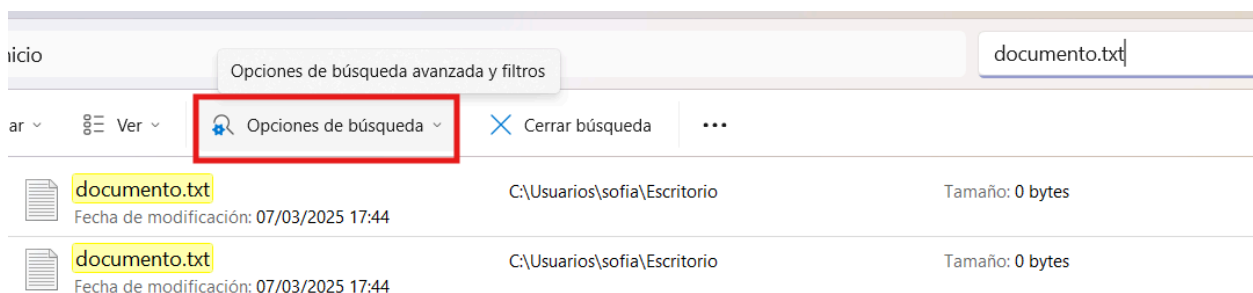 nicio
documento.txt
Opciones de búsqueda avanzada y filtros
ar Ver Opciones de búsqueda Cerrar búsqueda ...
documento.txt C:\Usuarios\sofia\Escritorio Tamaño: 0 bytes
Fecha de modificación: 07/03/2025 17:44
documento.txt C:\Usuarios\sofia\Escritorio Tamaño: 0 bytes
Fecha de modificación: 07/03/2025 17:44